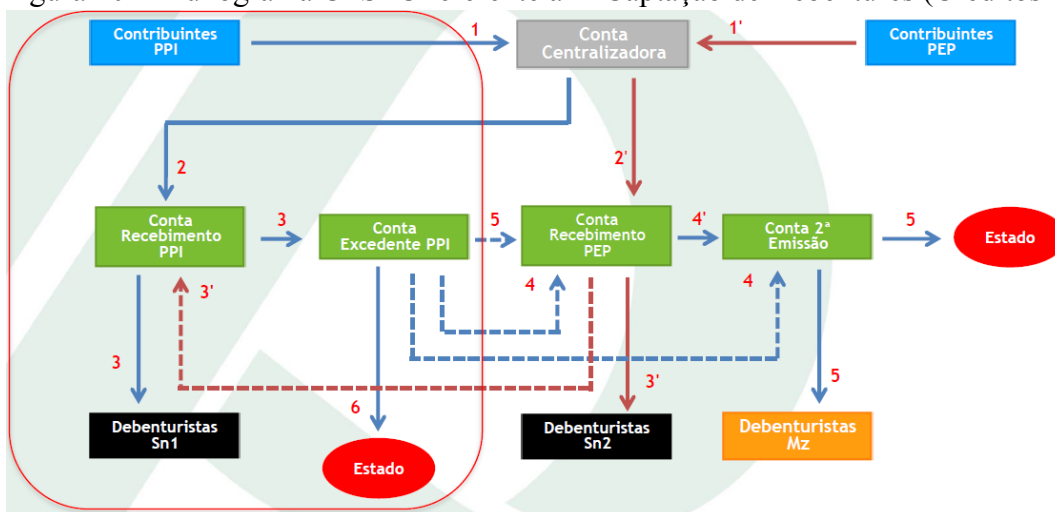 Contribuintes
PPI
1
Conta
Centralizadora
1'
Contribuintes
PEP
2
2'
Conta
Recebimento
PPI
3
Conta
Excedente PPI
5
Conta
Recebimento
PEP
4'
Conta 2ª
Emissão
5
Estado
3'
4
4
3
6
3'
5
Debenturistas
Sn1
Estado
Debenturistas
Sn2
Debenturistas
Mz